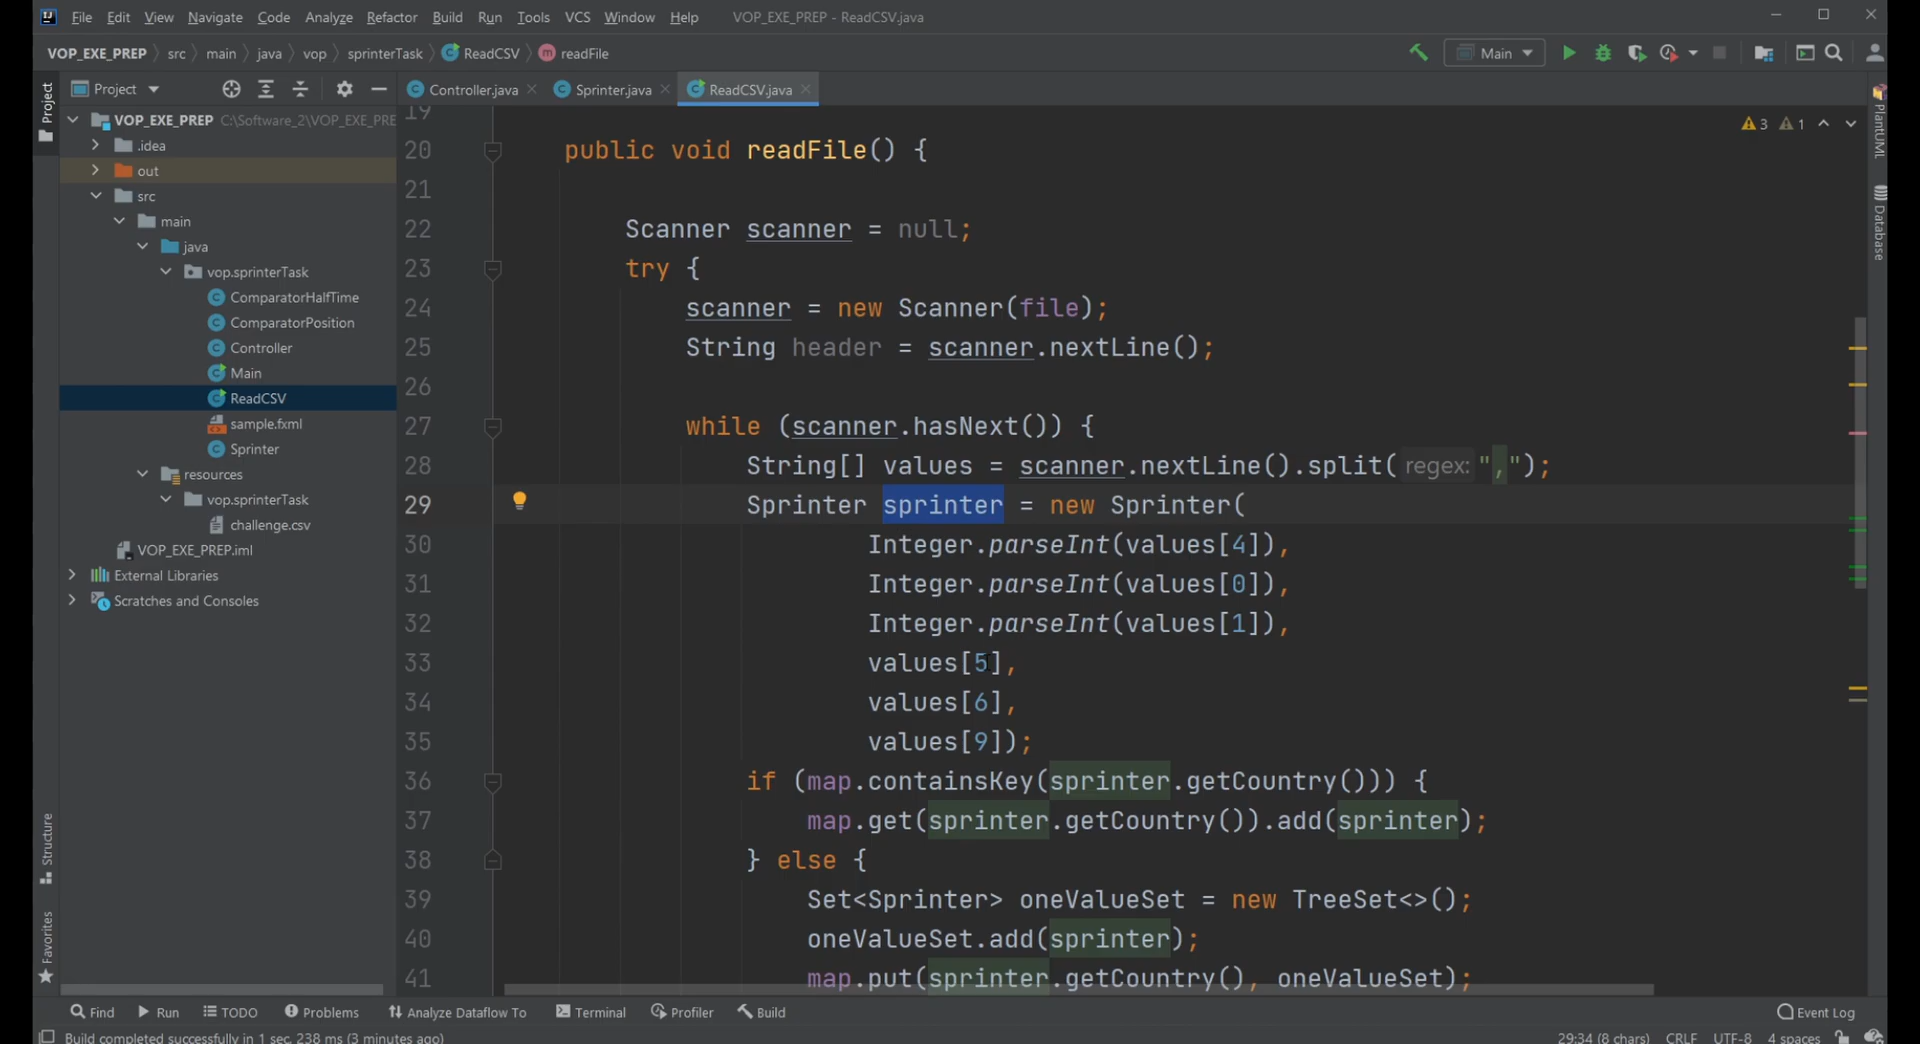 File Edit View Navigate Code Analyze Refactor Build Run Tools VCS Window Help VOP_EXE_PREP - ReadCSV.java
VOP_EXE_PREP src main java vop sprinterTask ReadCSV readFile Main
Project Controller.java Sprinter.java ReadCSV.java
VOP_EXE_PREP C:\Software_2\VOP_EXE_PRE
.idea
out
src
main
java
vop.sprinterTask
ComparatorHalfTime
ComparatorPosition
Controller
Main
ReadCSV
sample.fxml
Sprinter
resources
vop.sprinterTask
challenge.csv
VOP_EXE_PREP.iml
External Libraries
Scratches and Consoles
Project
Structure
Favorites
19
20 public void readFile() {
21
22 Scanner scanner = null;
23 try {
24 scanner = new Scanner(file);
25 String header = scanner.nextLine();
26
27 while (scanner.hasNext()) {
28 String[] values = scanner.nextLine().split( regex: ",");
29 Sprinter sprinter = new Sprinter(
30 Integer.parseInt(values[4]),
31 Integer.parseInt(values[0]),
32 Integer.parseInt(values[1]),
33 values[5],
34 values[6],
35 values[9]);
36 if (map.containsKey(sprinter.getCountry())) {
37 map.get(sprinter.getCountry()).add(sprinter);
38 } else {
39 Set<Sprinter> oneValueSet = new TreeSet<>();
40 oneValueSet.add(sprinter);
41 map.put(sprinter.getCountry(), oneValueSet);
3 1
PlantUML
Database
Find Run TODO Problems Analyze Dataflow To Terminal Profiler Build Event Log
Build completed successfully in 1 sec, 238 ms (3 minutes ago) 29:34 (8 chars) CRLF UTF-8 4 spaces